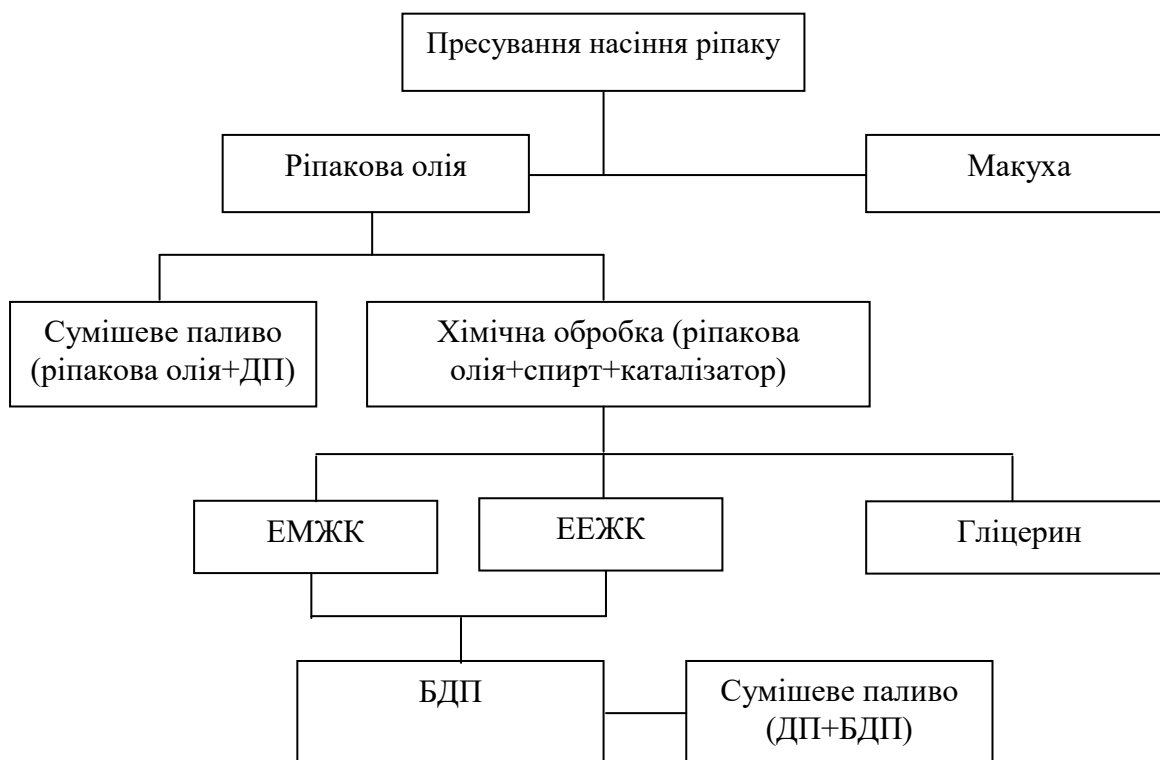 Пресування насіння ріпаку
Ріпакова олія
Макуха
Сумішеве паливо
(ріпакова олія+ДП)
Хімічна обробка (ріпакова
олія+спирт+каталізатор)
ЕМЖК
ЕЕЖК
Гліцерин
БДП
Сумішеве паливо
(ДП+БДП)